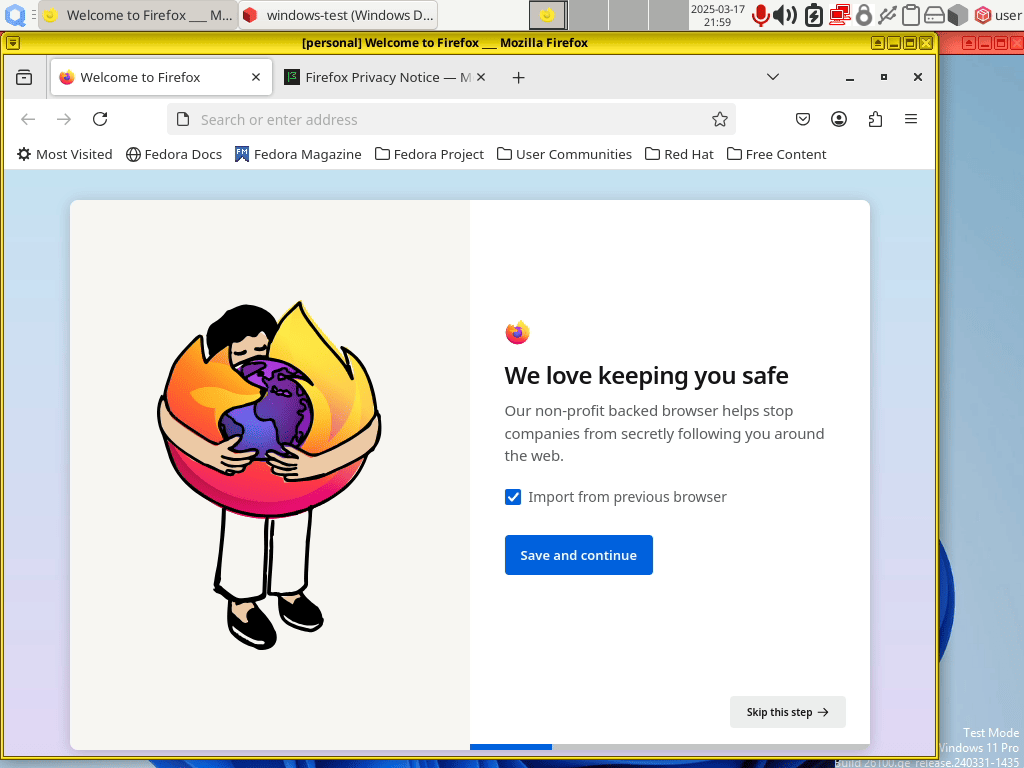 Welcome to Firefox ___ M...
windows-test (Windows D...
2025-03-17
21:59
user
[personal] Welcome to Firefox ___ Mozilla Firefox
Welcome to Firefox
Firefox Privacy Notice — M
Search or enter address
Most Visited
Fedora Docs
FM
Fedora Magazine
Fedora Project
User Communities
Red Hat
Free Content
We love keeping you safe
Our non-profit backed browser helps stop
companies from secretly following you around
the web.
Import from previous browser
Save and continue
Skip this step
Test Mode
Windows 11 Pro
Build 26100.ge_release.240331-1435